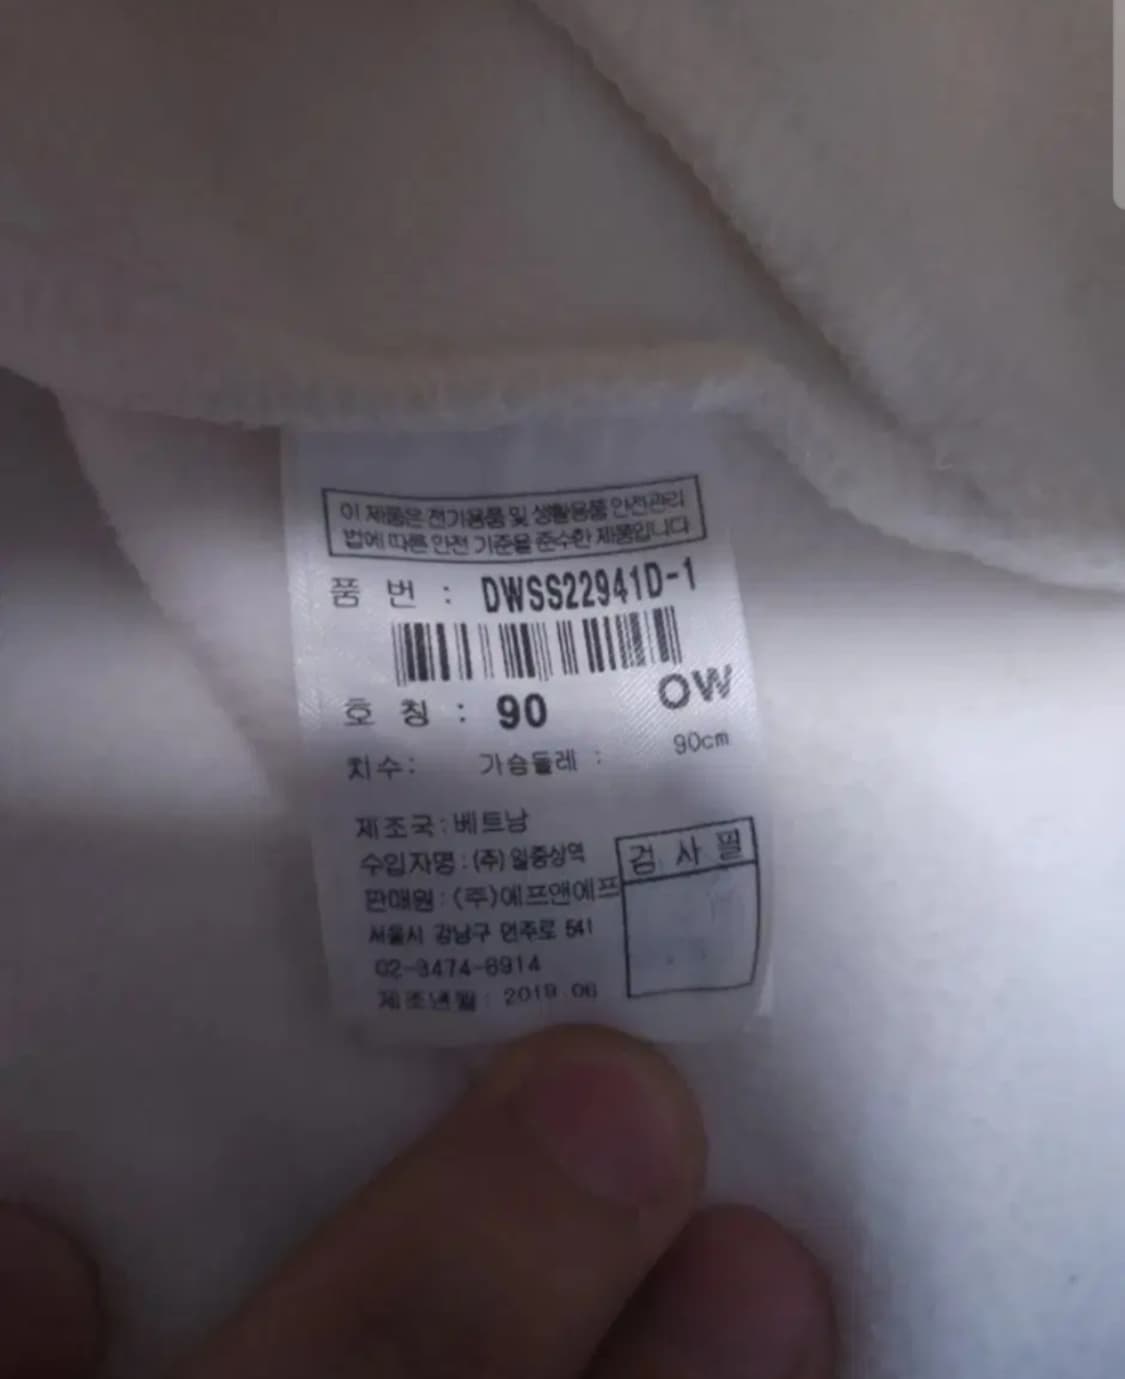 이 제품은 전기용품 및 생활용품 안전관리
법에 따른 안전 기준을 준수한 제품입니다
품 번 : DWSS22941D-1
호 칭 : 90 OW
치수: 가슴둘레 : 90cm
제조국:베트남
수입자명 : (주) 일중상역
판매원 : (주)에프앤에프
서울시 강남구 언주로 541
02-3474-6914
제조년월 : 2019 06
검 사 필